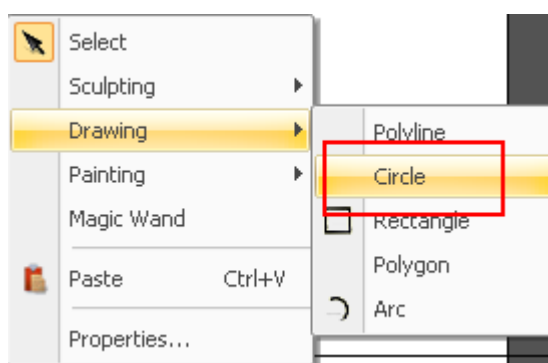 Select
Sculpting
Drawing
Painting
Magic Wand
Paste Ctrl+V
Properties...
Polyline
Circle
Rectangle
Polygon
Arc